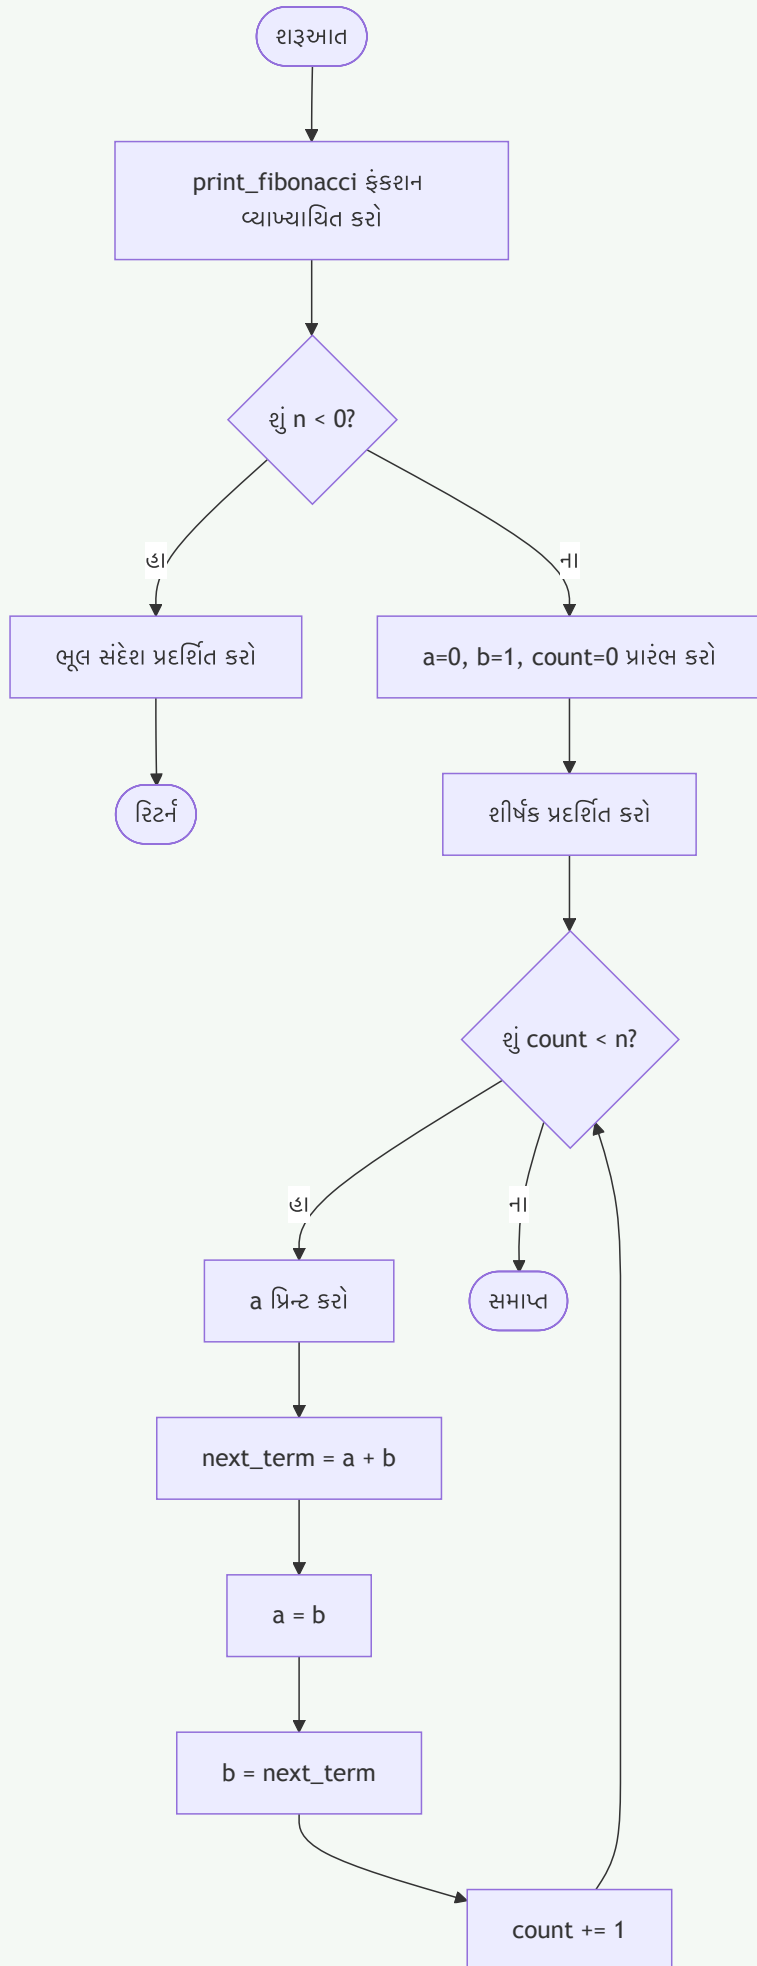 શરૂઆત
print_fibonacci ફંકશન
વ્યાખ્યાયિત કરો
શું n < 0?
હા
ના
ભૂલ સંદેશ પ્રદર્શિત કરો
a=0, b=1, count=0 પ્રારંભ કરો
રિટર્ન
શીર્ષક પ્રદર્શિત કરો
શું count < n?
હા
ના
a પ્રિન્ટ કરો
સમાપ્ત
next_term = a + b
a = b
b = next_term
count += 1